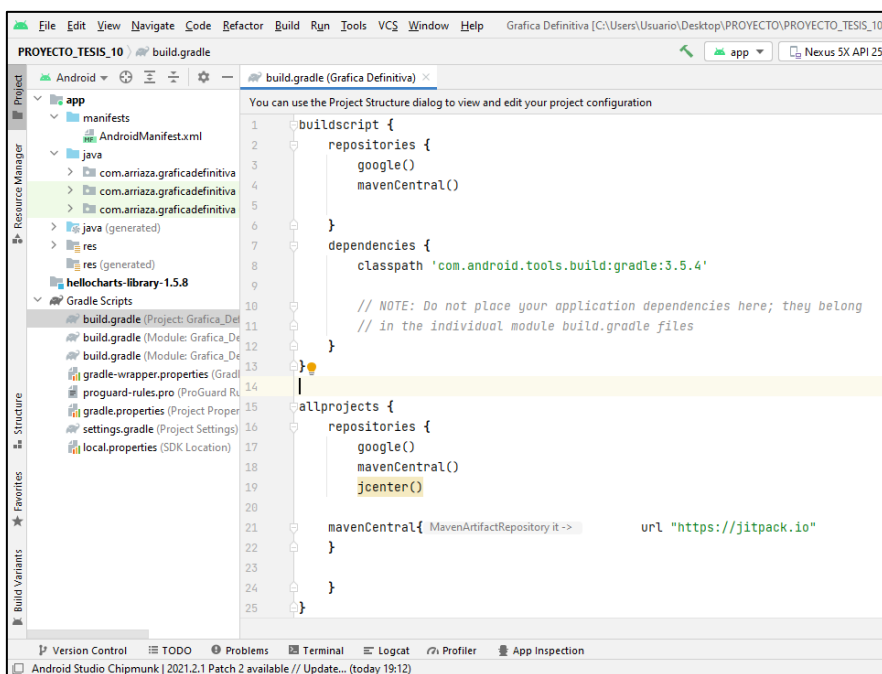 File Edit View Navigate Code Refactor Build Run Tools VCS Window Help Grafica Definitiva [C:\Users\Usuario\Desktop\PROYECTO\PROYECTO_TESIS_10
PROYECTO_TESIS_10 build.gradle app Nexus 5X API 25
Project Android build.gradle (Grafica Definitiva)
You can use the Project Structure dialog to view and edit your project configuration
app
manifests
AndroidManifest.xml
java
com.arriaza.graficadefinitiva
com.arriaza.graficadefinitiva
com.arriaza.graficadefinitiva
java (generated)
res
res (generated)
hellocharts-library-1.5.8
Gradle Scripts
build.gradle (Project: Grafica_Def
build.gradle (Module: Grafica_De
build.gradle (Module: Grafica_De
gradle-wrapper.properties (Gradl
proguard-rules.pro (ProGuard Ru
gradle.properties (Project Proper
settings.gradle (Project Settings)
local.properties (SDK Location)
Resource Manager
Structure
Favorites
Build Variants
1 buildscript {
2 repositories {
3 google()
4 mavenCentral()
5
6 }
7 dependencies {
8 classpath 'com.android.tools.build:gradle:3.5.4'
9
10 // NOTE: Do not place your application dependencies here; they belong
11 // in the individual module build.gradle files
12 }
13 }
14
15 allprojects {
16 repositories {
17 google()
18 mavenCentral()
19 jcenter()
20
21 mavenCentral{ MavenArtifactRepository it -> url "https://jitpack.io"
22 }
23
24 }
25 }
Version Control TODO Problems Terminal Logcat Profiler App Inspection
Android Studio Chipmunk | 2021.2.1 Patch 2 available // Update... (today 19:12)